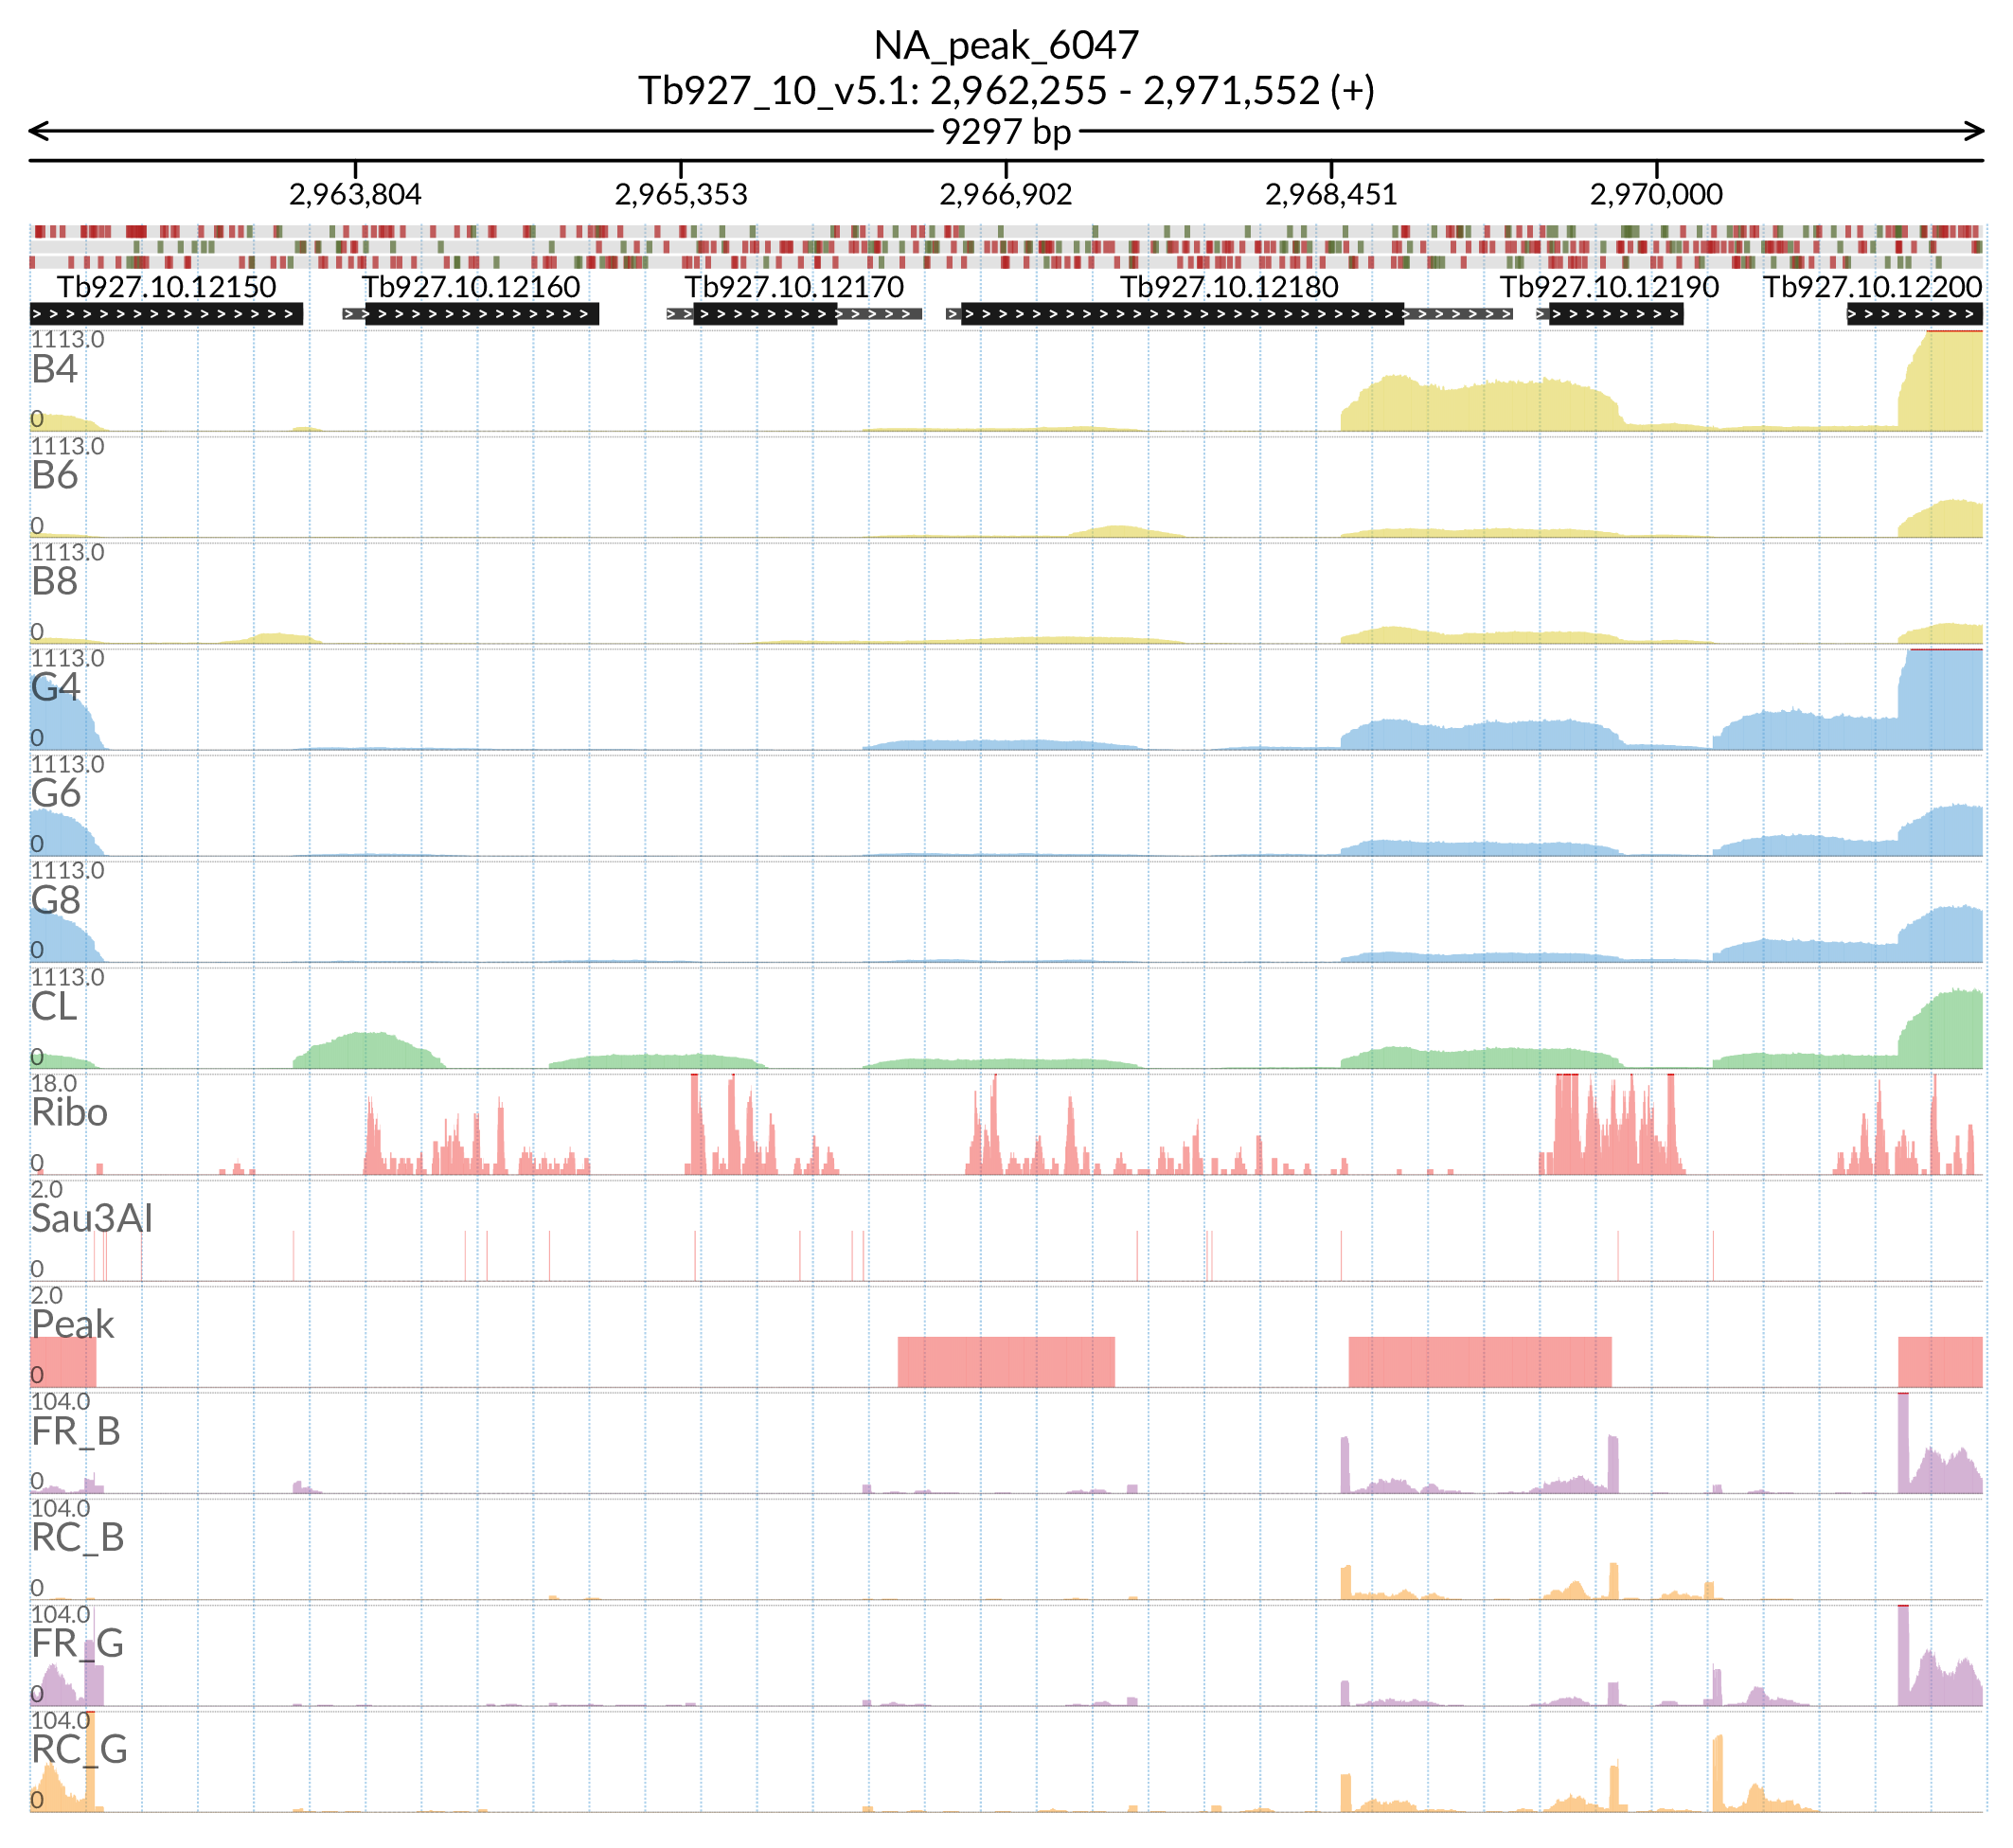 NA_peak_6047
Tb927_10_v5.1: 2,962,255 - 2,971,552 (+)
9297 bp
2,963,804 2,965,353 2,966,902 2,968,451 2,970,000
Tb927.10.12150 Tb927.10.12160 Tb927.10.12170 Tb927.10.12180 Tb927.10.12190 Tb927.10.12200
1113.0
B4
0
1113.0
B6
0
1113.0
B8
0
1113.0
G4
0
1113.0
G6
0
1113.0
G8
0
1113.0
CL
0
18.0
Ribo
0
2.0
Sau3AI
0
2.0
Peak
0
104.0
FR_B
0
104.0
RC_B
0
104.0
FR_G
0
104.0
RC_G
0